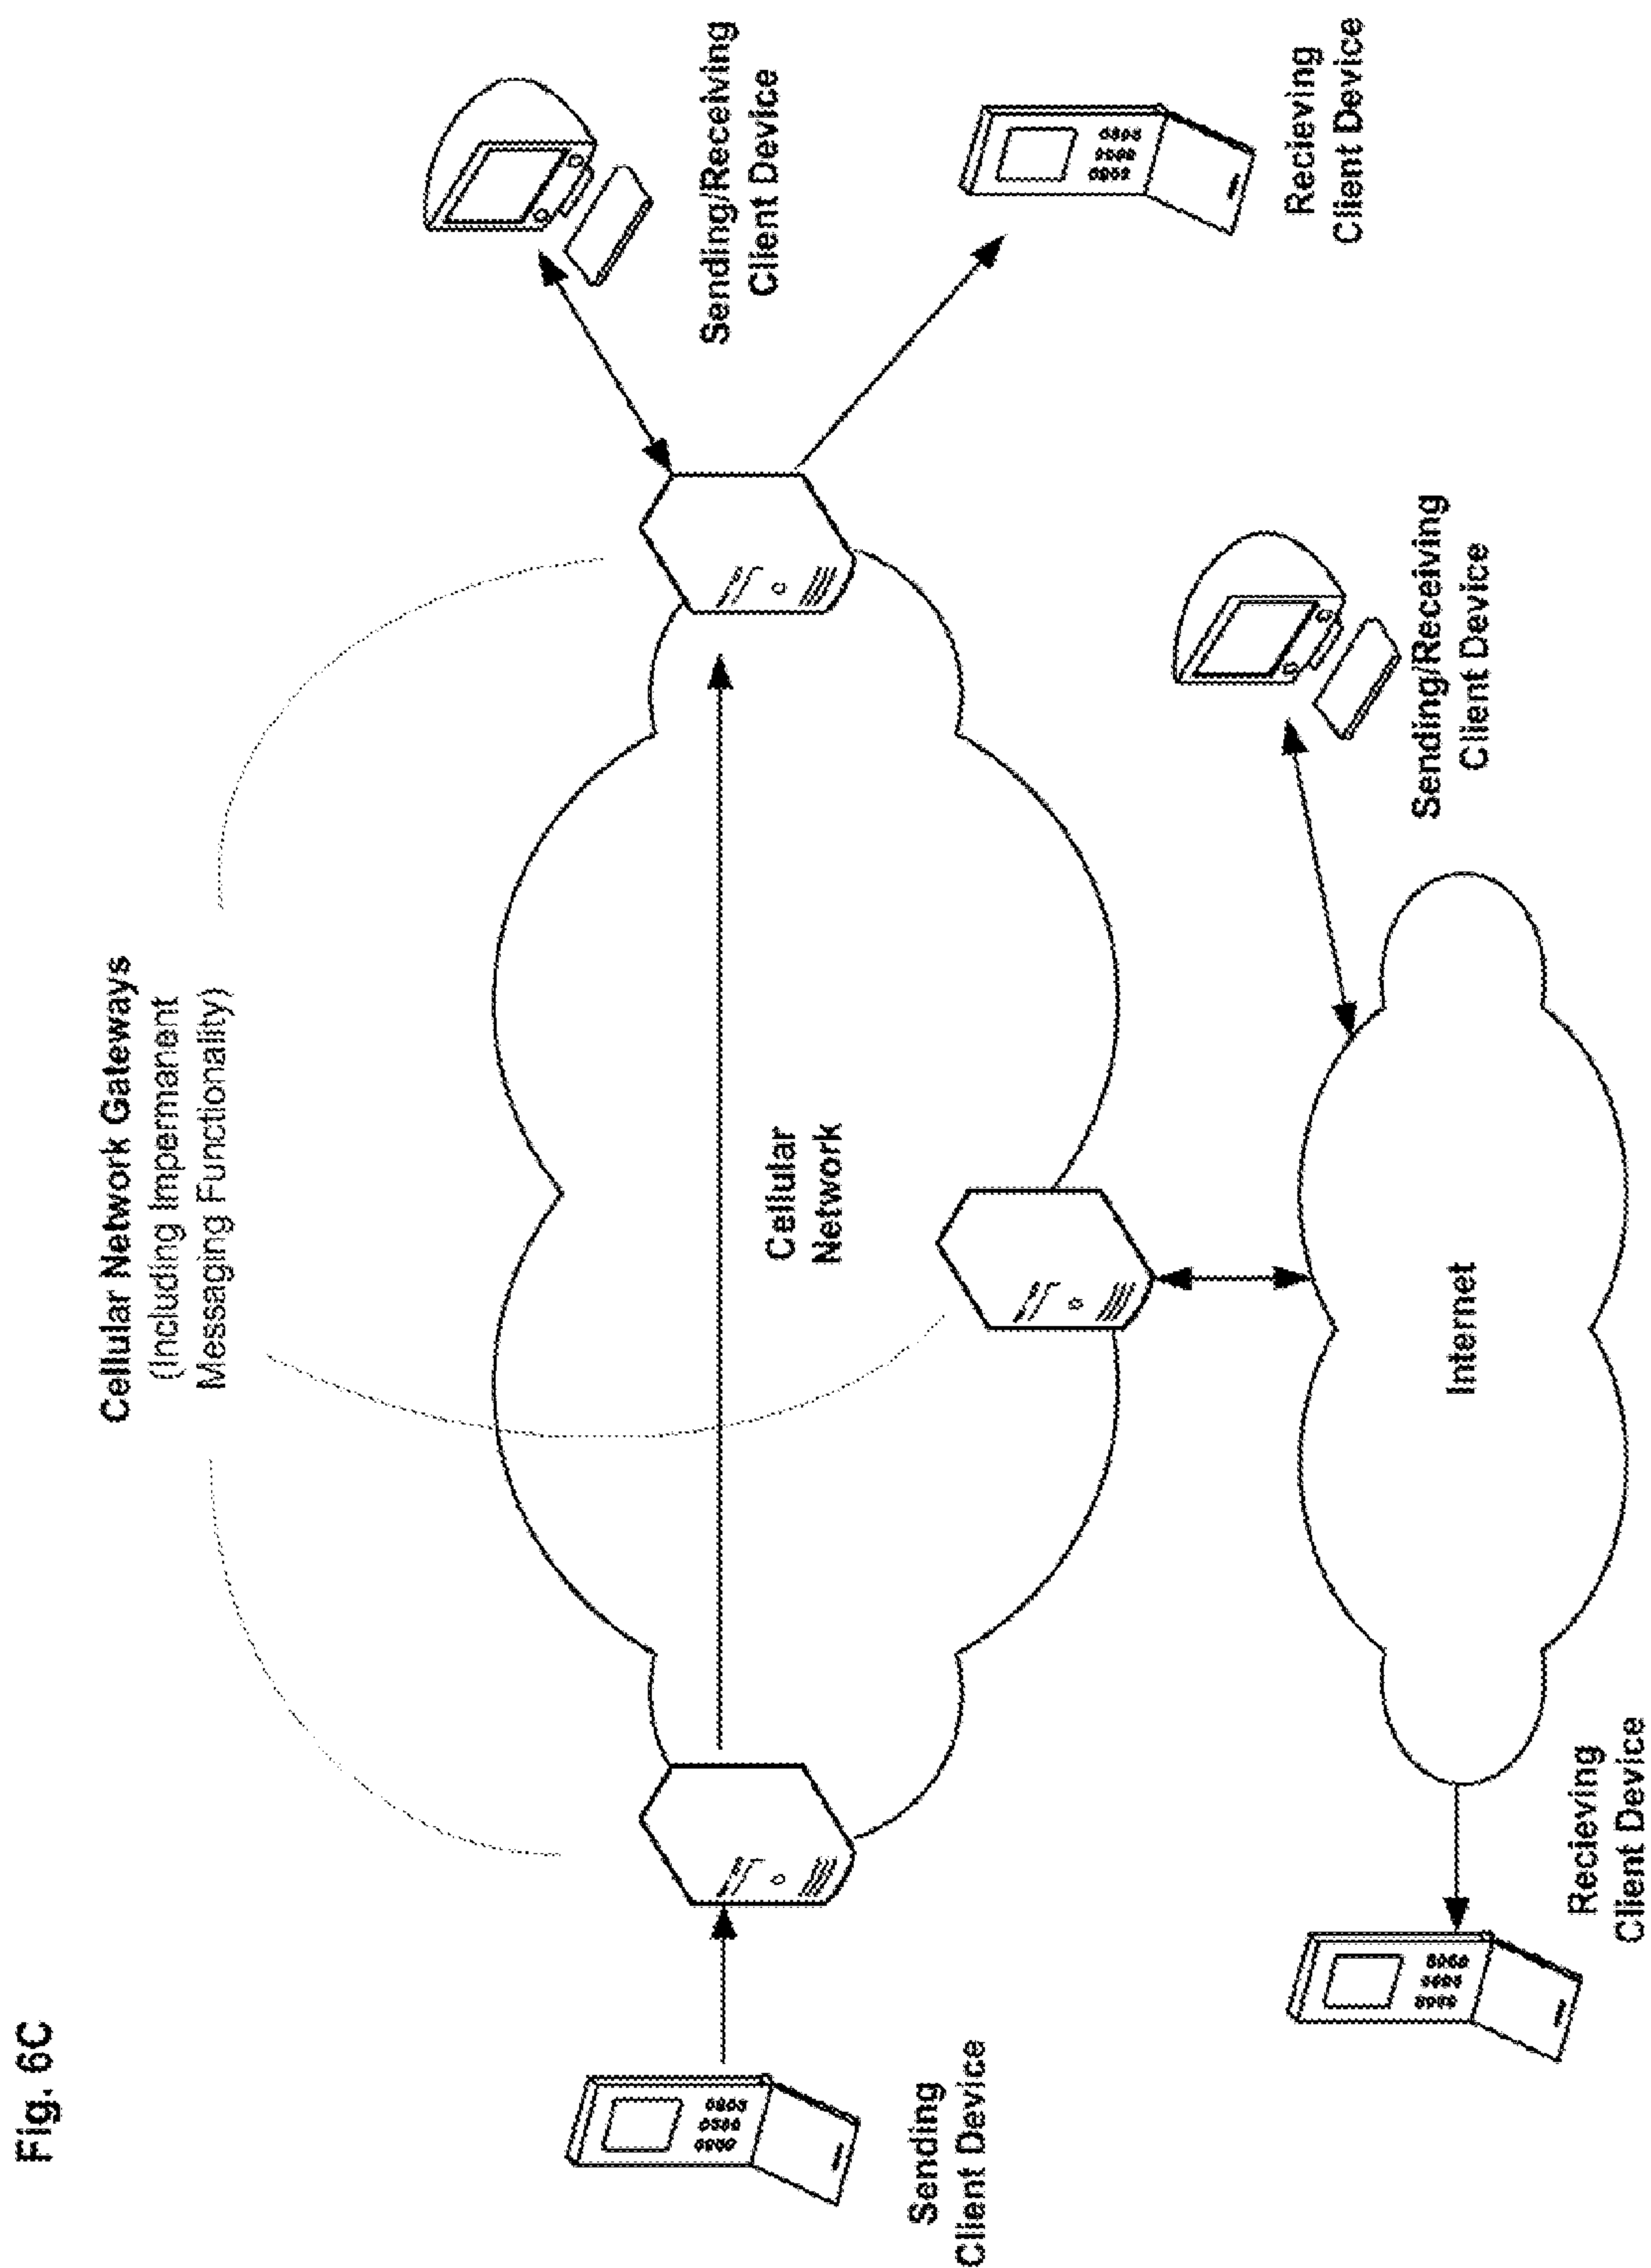 Fig. 6C
Cellular Network Gateways
(Including Impermanent
Messaging Functionality)
Sending/Receiving
Client Device
Cellular
Network
Sending
Client Device
Recieving
Client Device
Sending/Receiving
Client Device
Internet
Recieving
Client Device